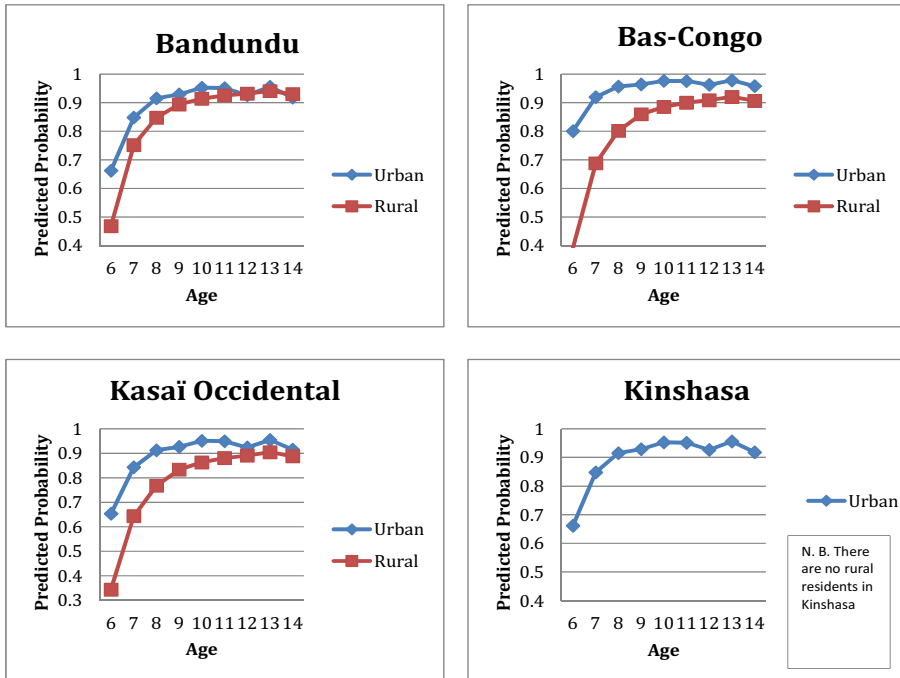 Bandundu
Predicted Probability
1
0.9
0.8
0.7
0.6
0.5
0.4
6 7 8 9 10 11 12 13 14
Age
Urban
Rural
Bas-Congo
Predicted Probability
1
0.9
0.8
0.7
0.6
0.5
0.4
6 7 8 9 10 11 12 13 14
Age
Urban
Rural
Kasaï Occidental
Predicted Probability
1
0.9
0.8
0.7
0.6
0.5
0.4
0.3
6 7 8 9 10 11 12 13 14
Age
Urban
Rural
Kinshasa
Predicted Probability
1
0.9
0.8
0.7
0.6
0.5
0.4
6 7 8 9 10 11 12 13 14
Age
Urban
N. B. There
are no rural
residents in
Kinshasa